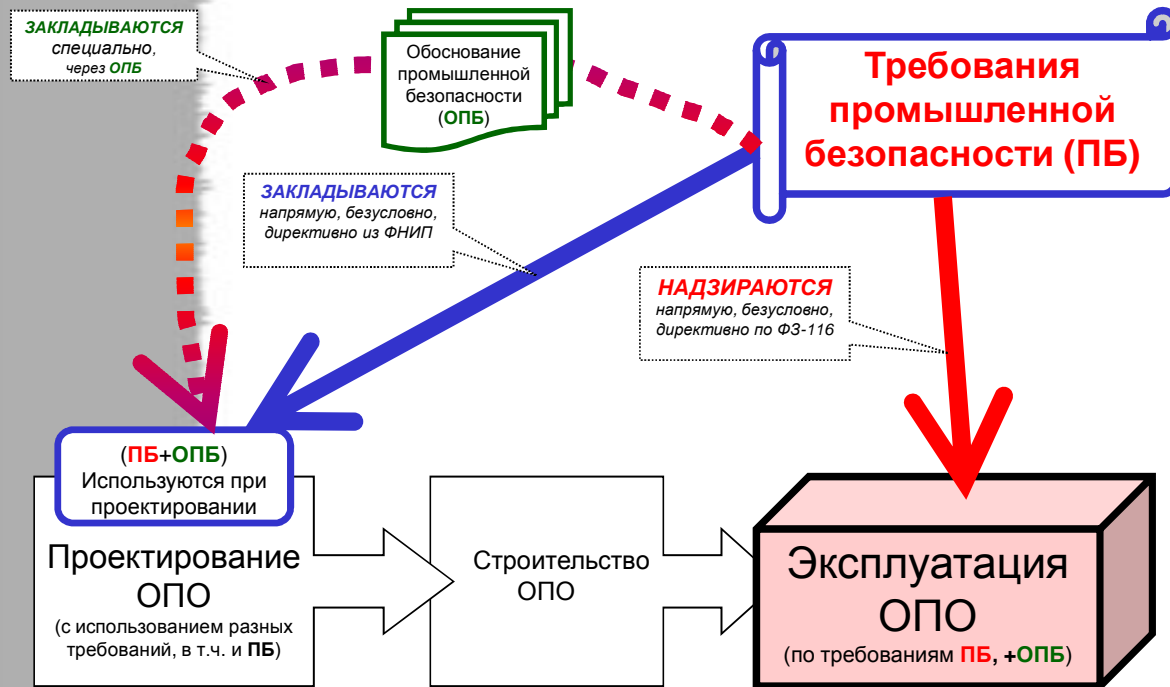 ЗАКЛАДЫВАЮТСЯ
специально,
через ОПБ
Обоснование
промышленной
безопасности
(ОПБ)
Требования
промышленной
безопасности (ПБ)
ЗАКЛАДЫВАЮТСЯ
напрямую, безусловно,
директивно из ФНИП
НАДЗИРАЮТСЯ
напрямую, безусловно,
директивно по ФЗ-116
(ПБ+ОПБ)
Используются при
проектировании
Проектирование
ОПО
(с использованием разных
требований, в т.ч. и ПБ)
Строительство
ОПО
Эксплуатация
ОПО
(по требованиям ПБ, +ОПБ)